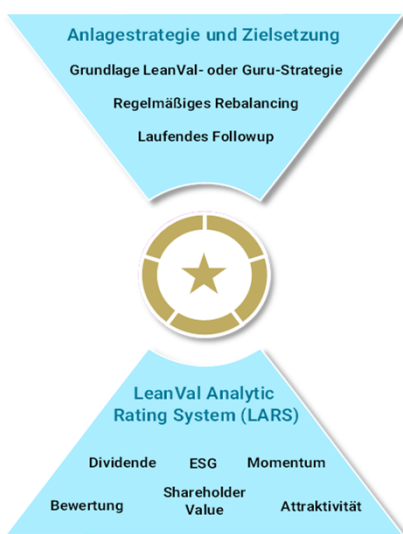 Anlagestrategie und Zielsetzung
Grundlage LeanVal- oder Guru-Strategie
Regelmäßiges Rebalancing
Laufendes Followup
LeanVal Analytic
Rating System (LARS)
Dividende ESG Momentum
Bewertung Shareholder Value Attraktivität